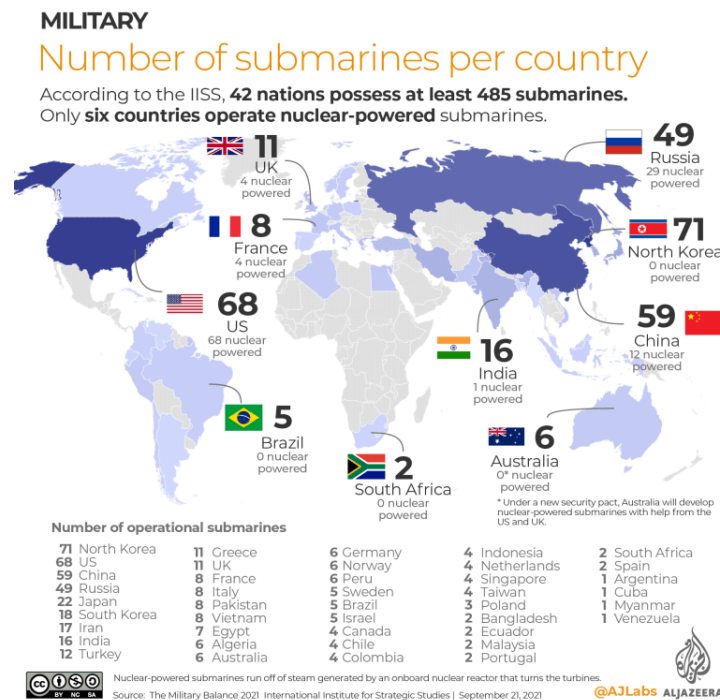 MILITARY
Number of submarines per country
According to the IISS, 42 nations possess at least 485 submarines.
Only six countries operate nuclear-powered submarines.
11
UK
4 nuclear
powered
49
Russia
29 nuclear
powered
8
France
4 nuclear
powered
71
North Korea
0 nuclear
powered
68
US
68 nuclear
powered
59
China
12 nuclear
powered
16
India
1 nuclear
powered
5
Brazil
0 nuclear
powered
6
Australia
0* nuclear
powered
2
South Africa
0 nuclear
powered
* Under a new security pact, Australia will develop
nuclear-powered submarines with help from the
US and UK.
Number of operational submarines
71 North Korea
68 US
59 China
49 Russia
22 Japan
18 South Korea
17 Iran
16 India
12 Turkey
11 Greece
11 UK
8 France
8 Italy
8 Pakistan
8 Vietnam
7 Egypt
6 Algeria
6 Australia
6 Germany
6 Norway
6 Peru
5 Sweden
5 Brazil
5 Israel
4 Canada
4 Chile
4 Colombia
4 Indonesia
4 Netherlands
4 Singapore
4 Taiwan
3 Poland
2 Bangladesh
2 Ecuador
2 Malaysia
2 Portugal
2 South Africa
2 Spain
1 Argentina
1 Cuba
1 Myanmar
1 Venezuela
Nuclear-powered submarines run off of steam generated by an onboard nuclear reactor that turns the turbines.
cc BY NC SA
Source: The Military Balance 2021 International Institute for Strategic Studies | September 21, 2021
@AJLabs ALJAZEERA